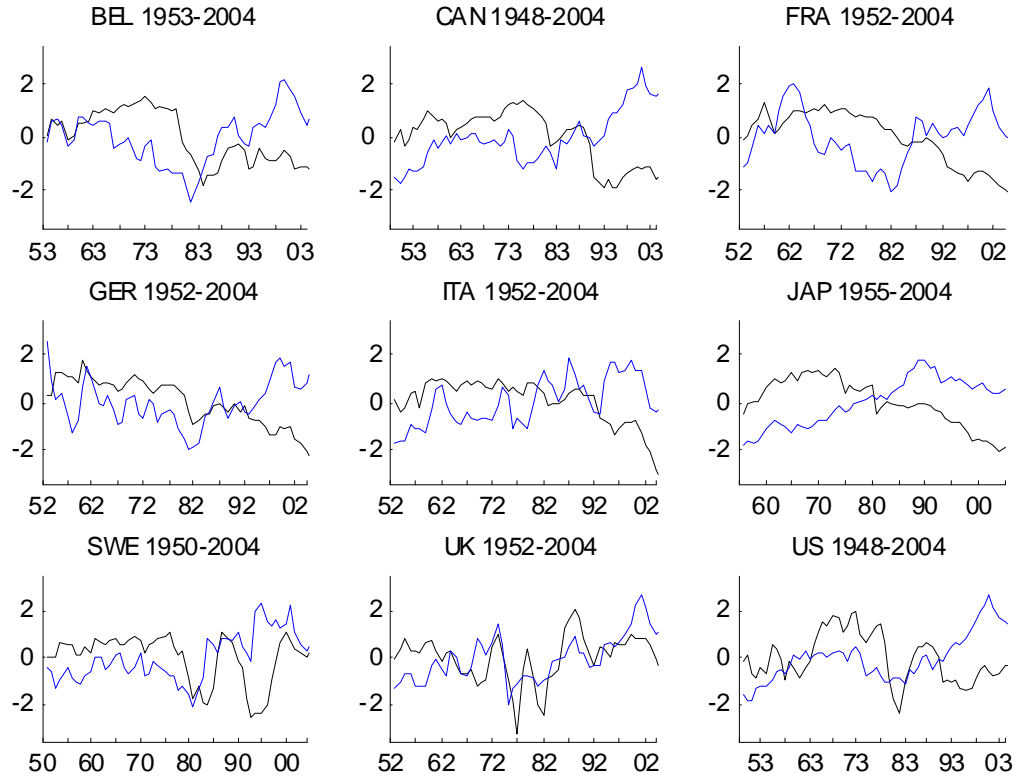 BEL 1953-2004 CAN 1948-2004 FRA 1952-2004
2 2 2
0 0 0
-2 -2 -2
53 63 73 83 93 03 53 63 73 83 93 03 52 62 72 82 92 02
GER 1952-2004 ITA 1952-2004 JAP 1955-2004
2 2 2
0 0 0
-2 -2 -2
52 62 72 82 92 02 52 62 72 82 92 02 60 70 80 90 00
SWE 1950-2004 UK 1952-2004 US 1948-2004
2 2 2
0 0 0
-2 -2 -2
50 60 70 80 90 00 52 62 72 82 92 02 53 63 73 83 93 03